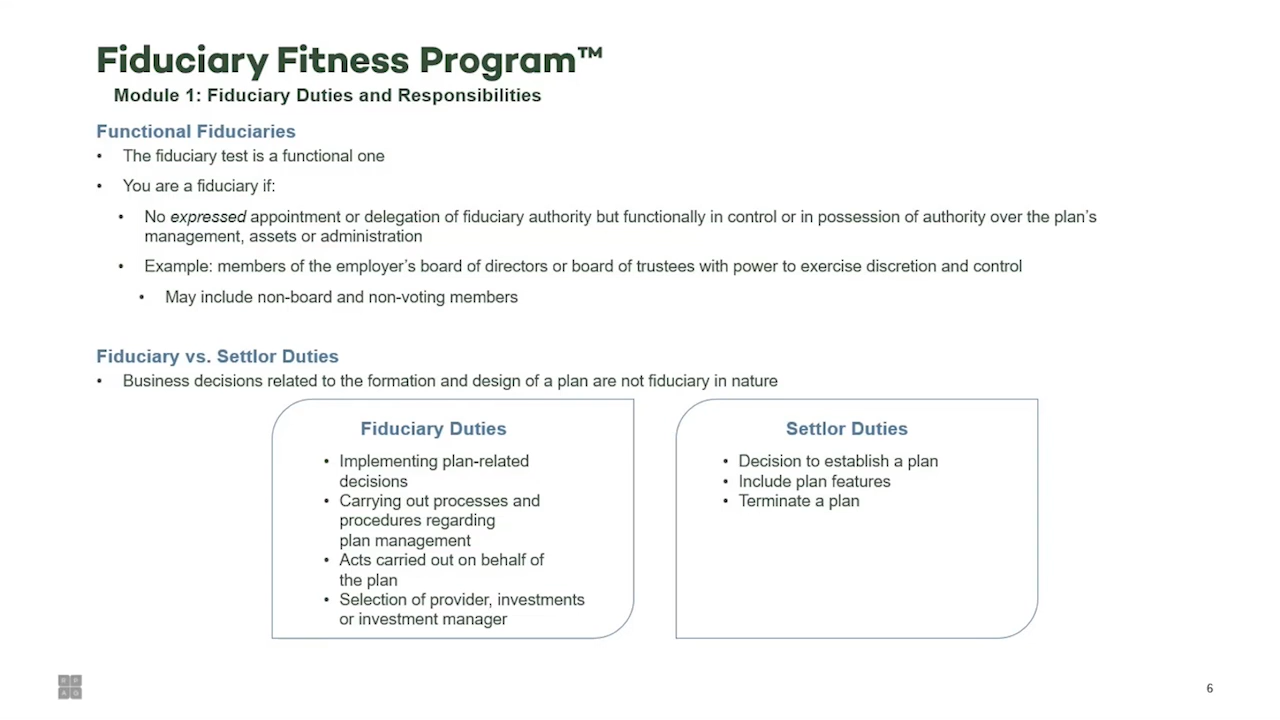 Fiduciary Fitness Program™
Module 1: Fiduciary Duties and Responsibilities
Functional Fiduciaries
• The fiduciary test is a functional one
• You are a fiduciary if:
• No expressed appointment or delegation of fiduciary authority but functionally in control or in possession of authority over the plan’s
management, assets or administration
• Example: members of the employer’s board of directors or board of trustees with power to exercise discretion and control
• May include non-board and non-voting members
Fiduciary vs. Settlor Duties
• Business decisions related to the formation and design of a plan are not fiduciary in nature
Fiduciary Duties
• Implementing plan-related
decisions
• Carrying out processes and
procedures regarding
plan management
• Acts carried out on behalf of
the plan
• Selection of provider, investments
or investment manager
Settlor Duties
• Decision to establish a plan
• Include plan features
• Terminate a plan
R P
A G
6